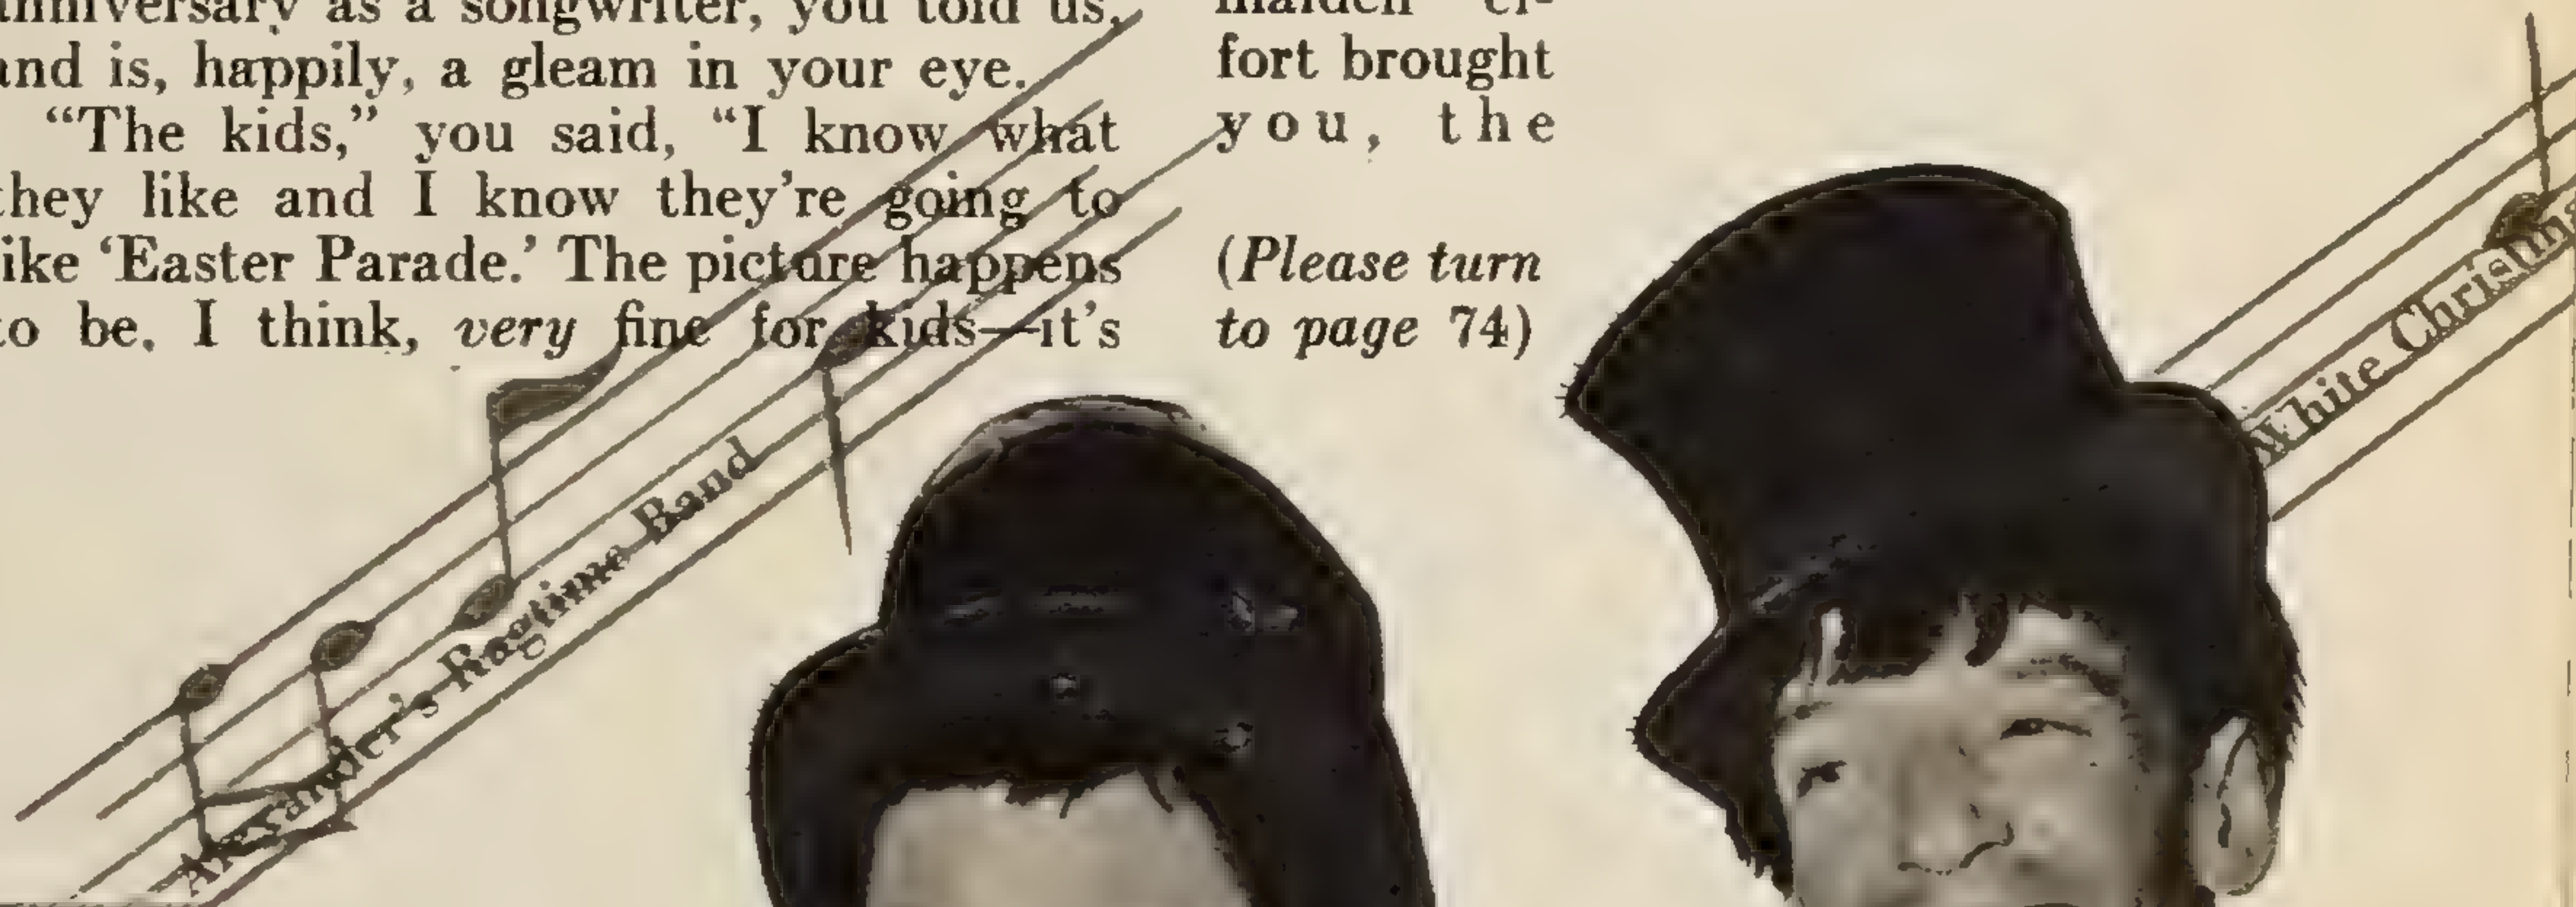 anniversary as a songwriter, you told us,
and is, happily, a gleam in your eye.
“The kids,” you said, “I know what
they like and I know they’re going to
like ‘Easter Parade.’ The picture happens
to be, I think, very fine for kids—it’s
maiden ef-
fort brought
you, the
(Please turn
to page 74)
Alexander’s Ragtime Band
White Christmas